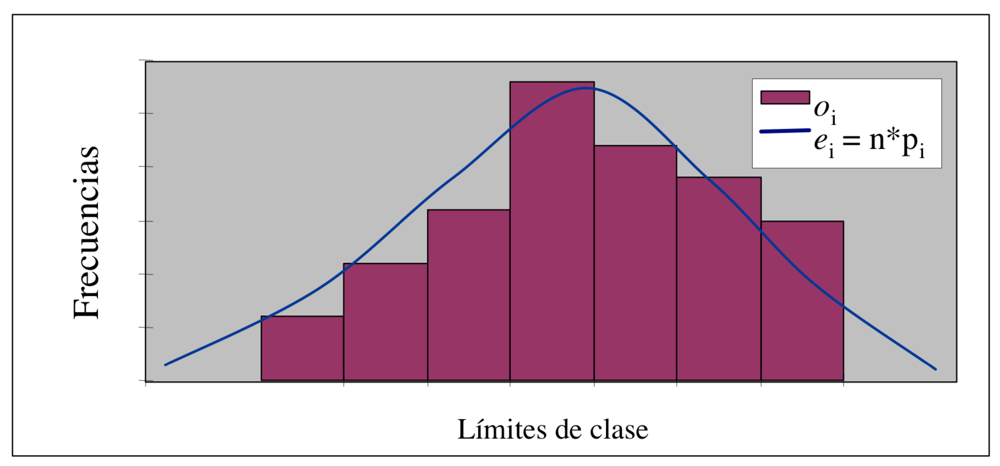 Frecuencias
oᵢ
eᵢ = n*pᵢ
Límites de clase